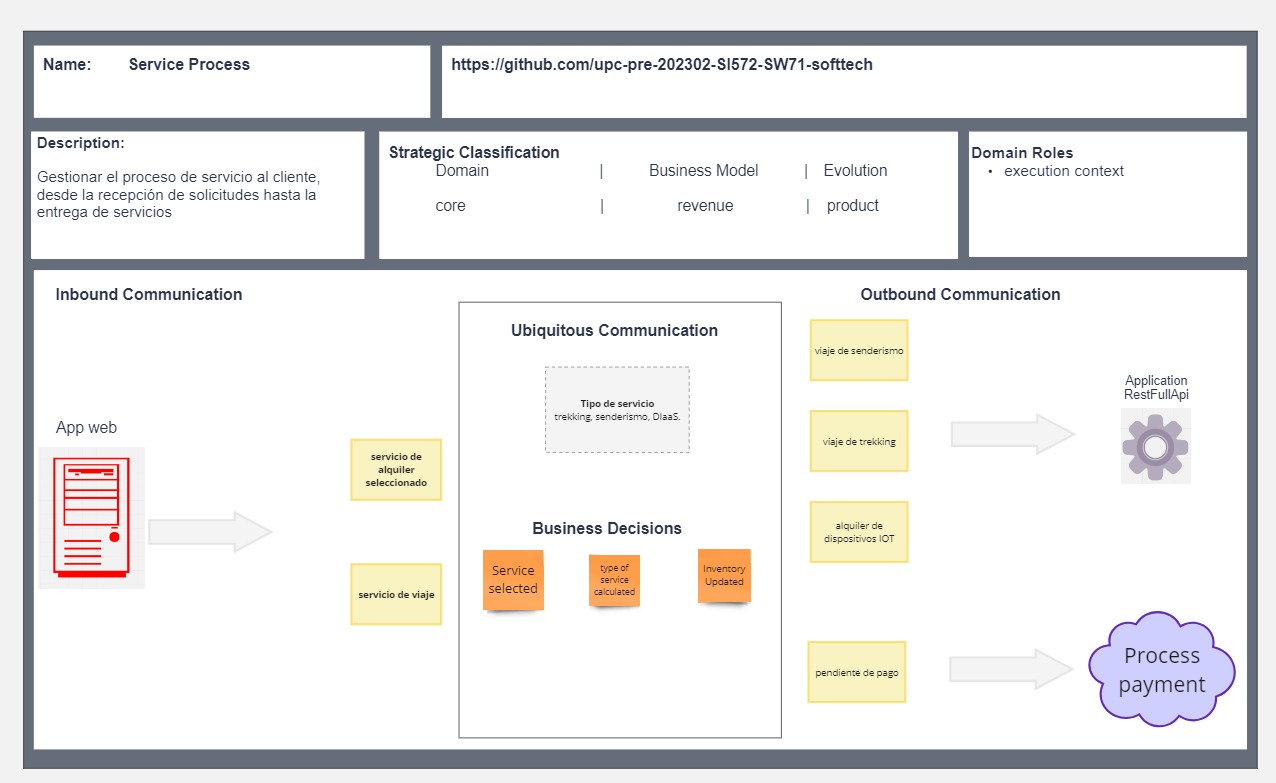 Name: Service Process
https://github.com/upc-pre-202302-SI572-SW71-softtech
Description:
Gestionar el proceso de servicio al cliente,
desde la recepción de solicitudes hasta la
entrega de servicios
Strategic Classification
Domain | Business Model | Evolution
core | revenue | product
Domain Roles
• execution context
Inbound Communication
App web
servicio de
alquiler
seleccionado
servicio de viaje
Ubiquitous Communication
Tipo de servicio
trekking, senderismo, DIaaS.
Business Decisions
Service
selected
type of
service
calculated
Inventory
Updated
Outbound Communication
viaje de senderismo
viaje de trekking
alquiler de
dispositivos IOT
pendiente de pago
Application
RestFullApi
Process
payment